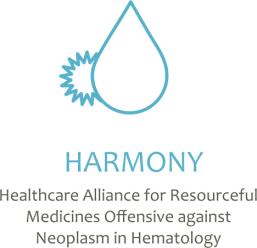 HARMONY
Healthcare Alliance for Resourceful
Medicines Offensive against
Neoplasm in Hematology